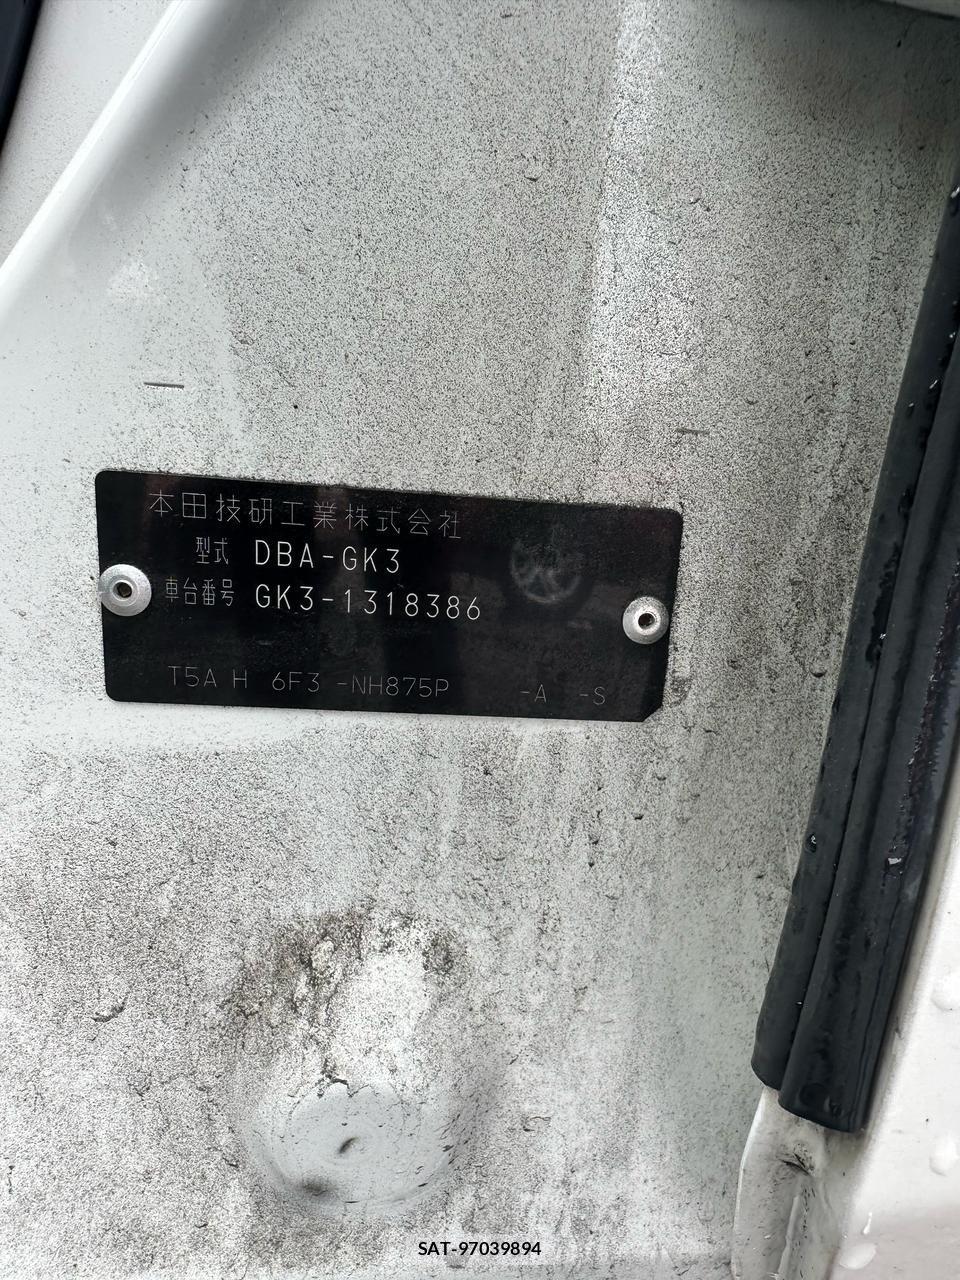 本田技研工業株式会社
型式 DBA-GK3
車台番号 GK3-1318386
T5A H 6F3 -NH875P -A -S
SAT-97039894